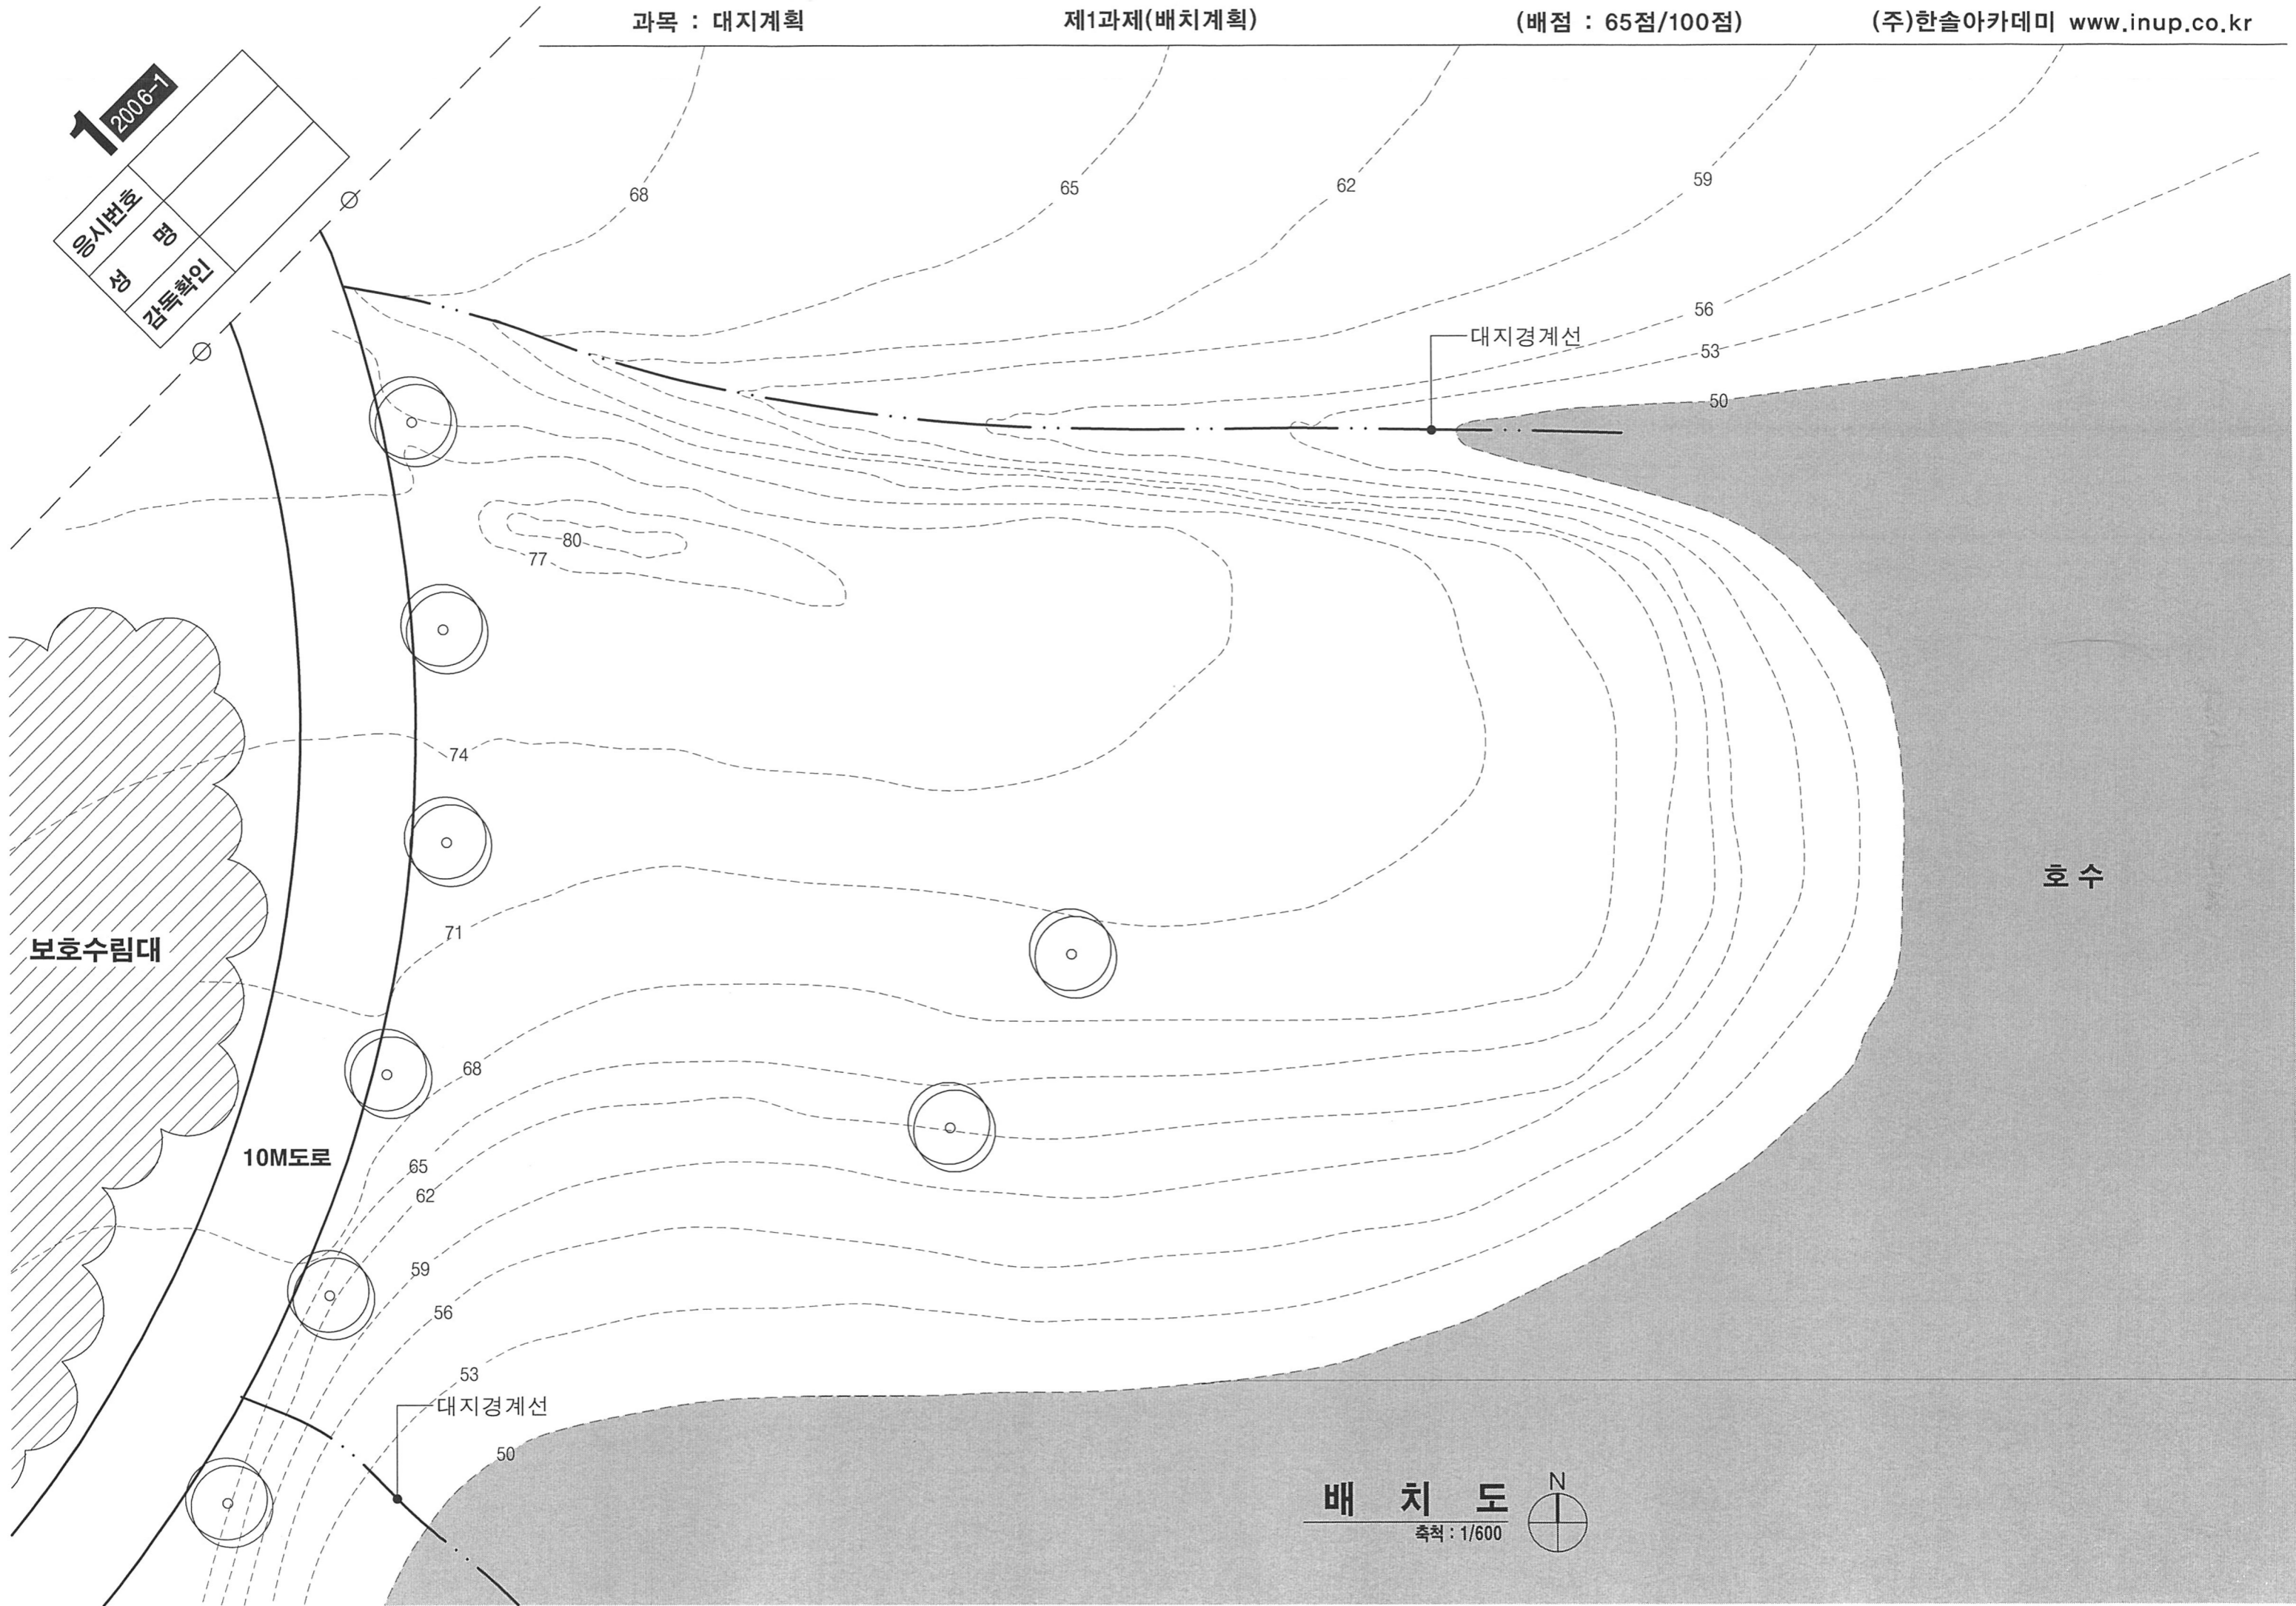 과목 : 대지계획 제1과제(배치계획) (배점 : 65점/100점) (주)한솔아카데미 www.inup.co.kr
1 2006-1
응시번호
성 명
감독확인
68
65
62
59
56
53
50
대지경계선
80
77
74
71
68
65
62
59
56
53
50
보호수림대
10M도로
호수
대지경계선
배 치 도
축척 : 1/600
N